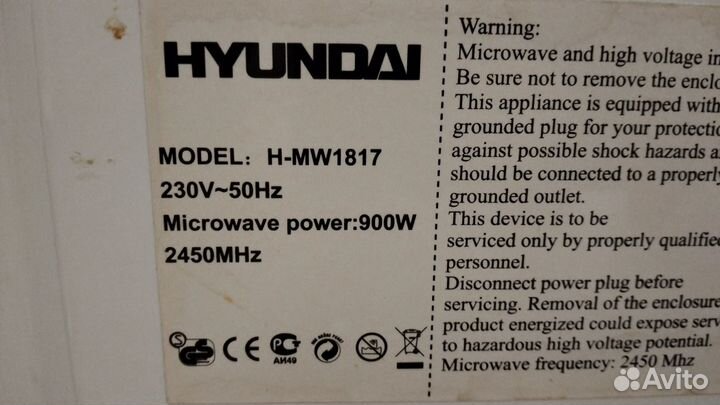 HYUNDAI
MODEL: H-MW1817
230V~50Hz
Microwave power:900W
2450MHz
S
GS
CE
PG
АИ49
Warning:
Microwave and high voltage in
Be sure not to remove the enclo
This appliance is equipped with
grounded plug for your protectio
against possible shock hazards a
should be connected to a properl
grounded outlet.
This device is to be
serviced only by properly qualifie
personnel.
Disconnect power plug before
servicing. Removal of the enclosure
product energized could expose serv
to hazardous high voltage potential.
Microwave frequency: 2450 Mhz
Avito